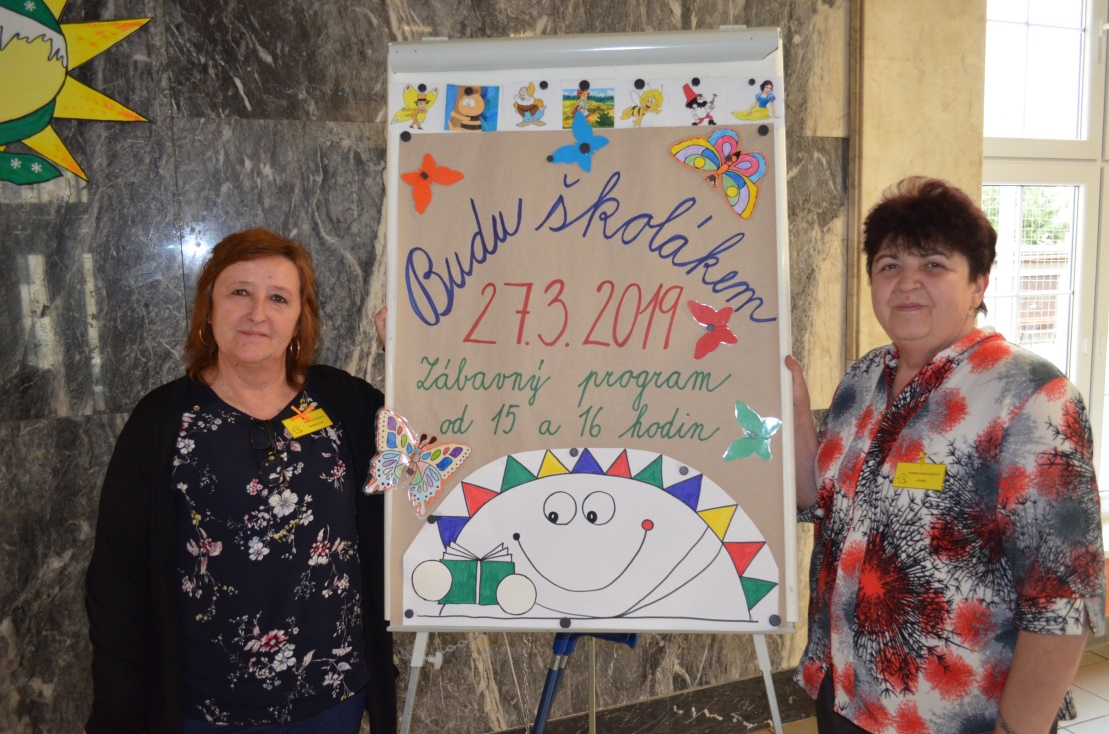 Budu školákem
27.3.2019
Zábavný program
od 15 a 16 hodin